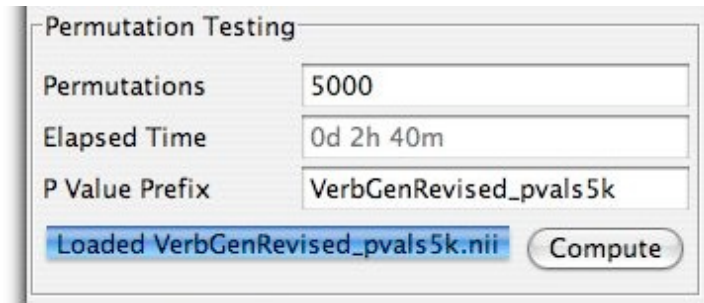 Permutation Testing
Permutations 5000
Elapsed Time 0d 2h 40m
P Value Prefix VerbGenRevised_pvals5k
Loaded VerbGenRevised_pvals5k.nii Compute